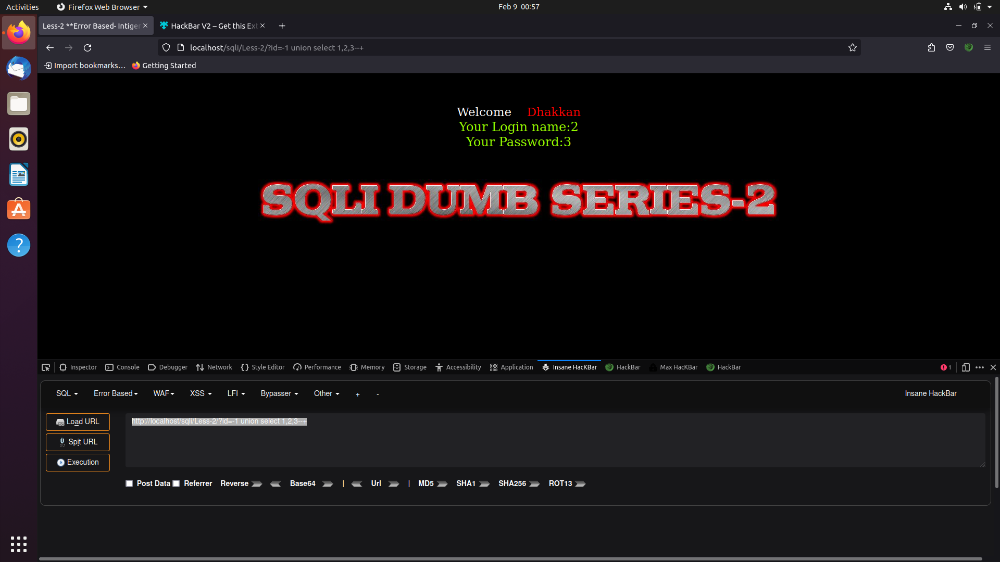 Activities Firefox Web Browser Feb 9 00:57
Less-2 **Error Based- Intiger HackBar V2 – Get this Ext
localhost/sqli/Less-2/?id=-1 union select 1,2,3--+
Import bookmarks… Getting Started
Welcome Dhakkan
Your Login name:2
Your Password:3
SQLI DUMB SERIES-2
Inspector Console Debugger Network Style Editor Performance Memory Storage Accessibility Application Insane HacKBar HackBar Max HacKBar HackBar 1
SQL Error Based WAF XSS LFI Bypasser Other + - Insane HackBar
Load URL http://localhost/sqli/Less-2/?id=-1 union select 1,2,3--+
Spit URL
Execution
Post Data Referrer Reverse Base64 | Url | MD5 SHA1 SHA256 ROT13